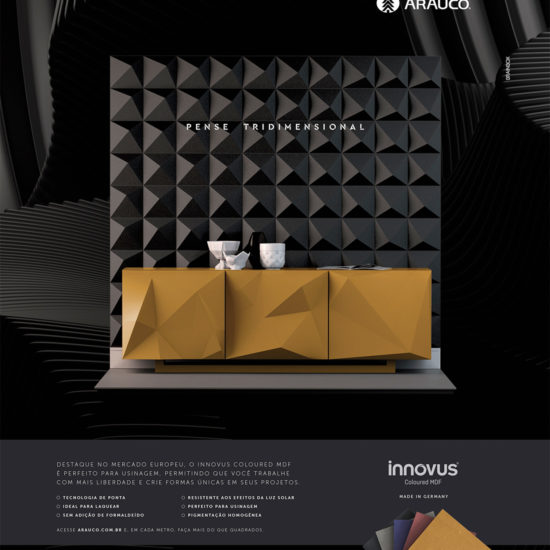 ARAUCO
BRAINBOX
PENSE TRIDIMENSIONAL
DESTAQUE NO MERCADO EUROPEU, O INNOVUS COLOURED MDF
É PERFEITO PARA USINAGEM, PERMITINDO QUE VOCÊ TRABALHE
COM MAIS LIBERDADE E CRIE FORMAS ÚNICAS EM SEUS PROJETOS.
TECNOLOGIA DE PONTA
IDEAL PARA LAQUEAR
SEM ADIÇÃO DE FORMALDEÍDO
RESISTENTE AOS EFEITOS DA LUZ SOLAR
PERFEITO PARA USINAGEM
PIGMENTAÇÃO HOMOGÊNEA
ACESSE ARAUCO.COM.BR E, EM CADA METRO, FAÇA MAIS DO QUE QUADRADOS.
innovus®
Coloured MDF
MADE IN GERMANY